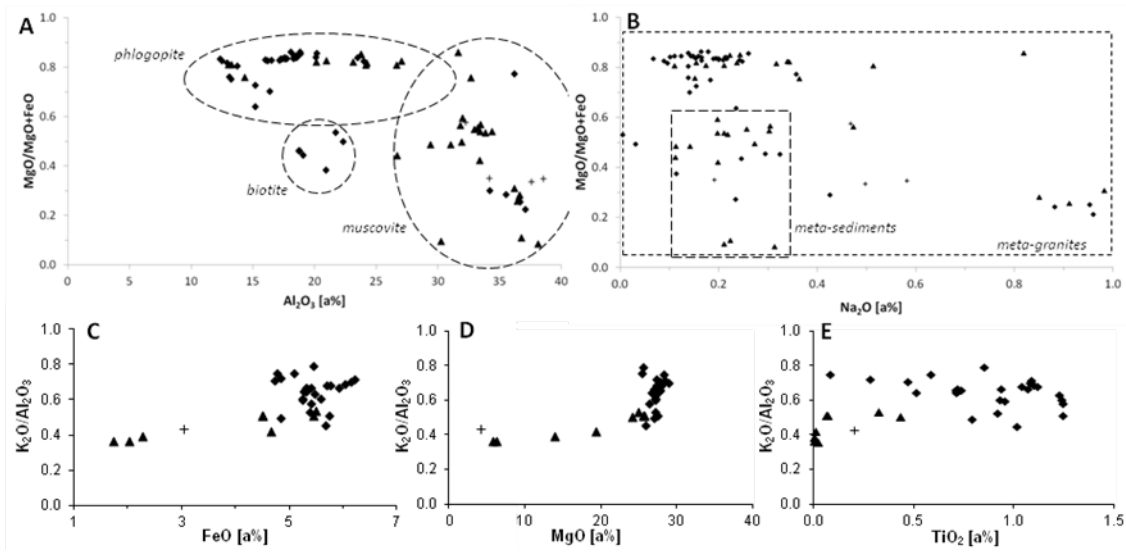 A
phlogopite
biotite
muscovite
MgO/MgO+FeO
1.0
0.8
0.6
0.4
0.2
0.0
0 5 10 15 20 25 30 35 40
Al₂O₃ [a%]
B
meta-sediments
meta-granites
MgO/MgO+FeO
1.0
0.8
0.6
0.4
0.2
0.0
0.0 0.2 0.4 0.6 0.8 1.0
Na₂O [a%]
C
K₂O/Al₂O₃
1.0
0.8
0.6
0.4
0.2
0.0
1 3 5 7
FeO [a%]
D
K₂O/Al₂O₃
1.0
0.8
0.6
0.4
0.2
0.0
0 10 20 30 40
MgO [a%]
E
K₂O/Al₂O₃
1.0
0.8
0.6
0.4
0.2
0.0
0.0 0.5 1.0 1.5
TiO₂ [a%]